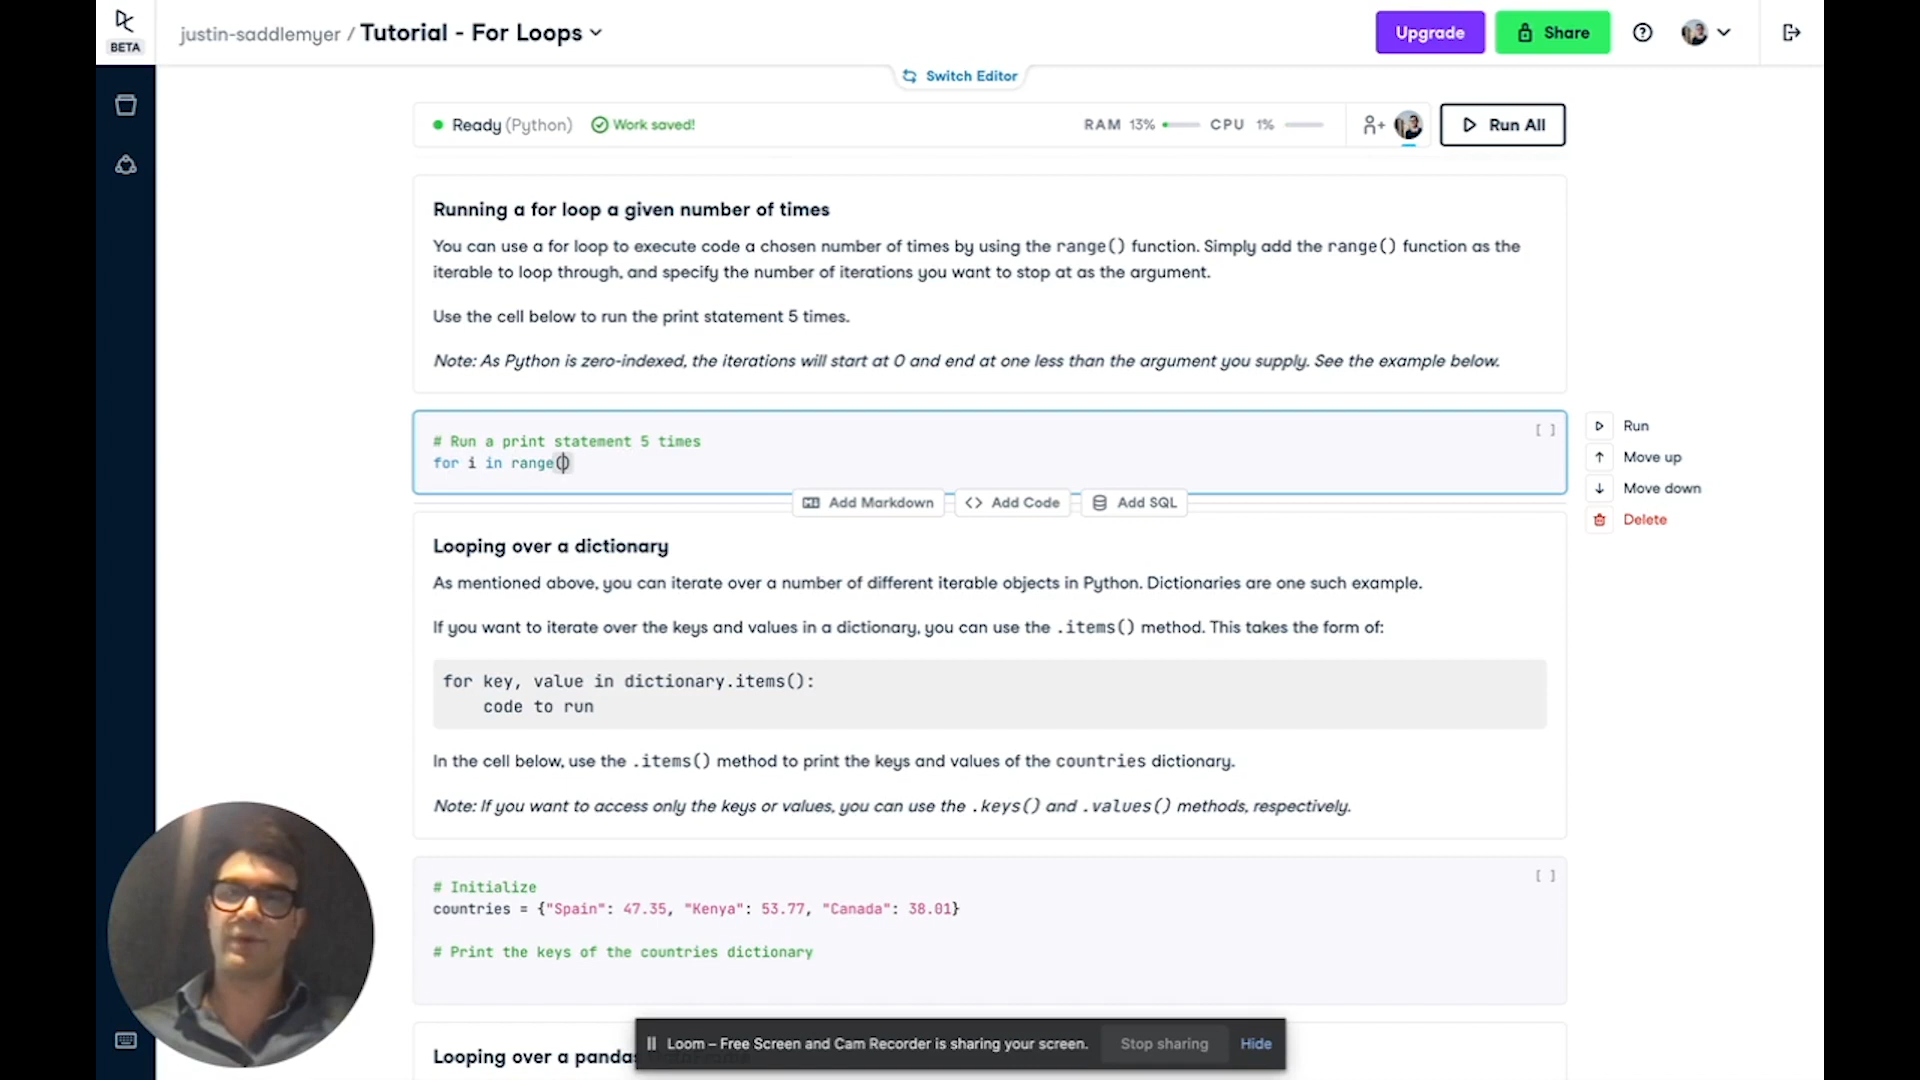 BETA
justin-saddlemyer / Tutorial - For Loops
Upgrade
Share
Switch Editor
Ready (Python)
Work saved!
RAM 13%
CPU 1%
Run All
Running a for loop a given number of times
You can use a for loop to execute code a chosen number of times by using the range() function. Simply add the range() function as the
iterable to loop through, and specify the number of iterations you want to stop at as the argument.
Use the cell below to run the print statement 5 times.
Note: As Python is zero-indexed, the iterations will start at 0 and end at one less than the argument you supply. See the example below.
# Run a print statement 5 times
for i in range()
[ ]
Run
Move up
Move down
Delete
Add Markdown
Add Code
Add SQL
Looping over a dictionary
As mentioned above, you can iterate over a number of different iterable objects in Python. Dictionaries are one such example.
If you want to iterate over the keys and values in a dictionary, you can use the .items() method. This takes the form of:
for key, value in dictionary.items():
code to run
In the cell below, use the .items() method to print the keys and values of the countries dictionary.
Note: If you want to access only the keys or values, you can use the .keys() and .values() methods, respectively.
# Initialize
countries = {"Spain": 47.35, "Kenya": 53.77, "Canada": 38.01}
[ ]
# Print the keys of the countries dictionary
Looping over a pandas
Loom – Free Screen and Cam Recorder is sharing your screen.
Stop sharing
Hide